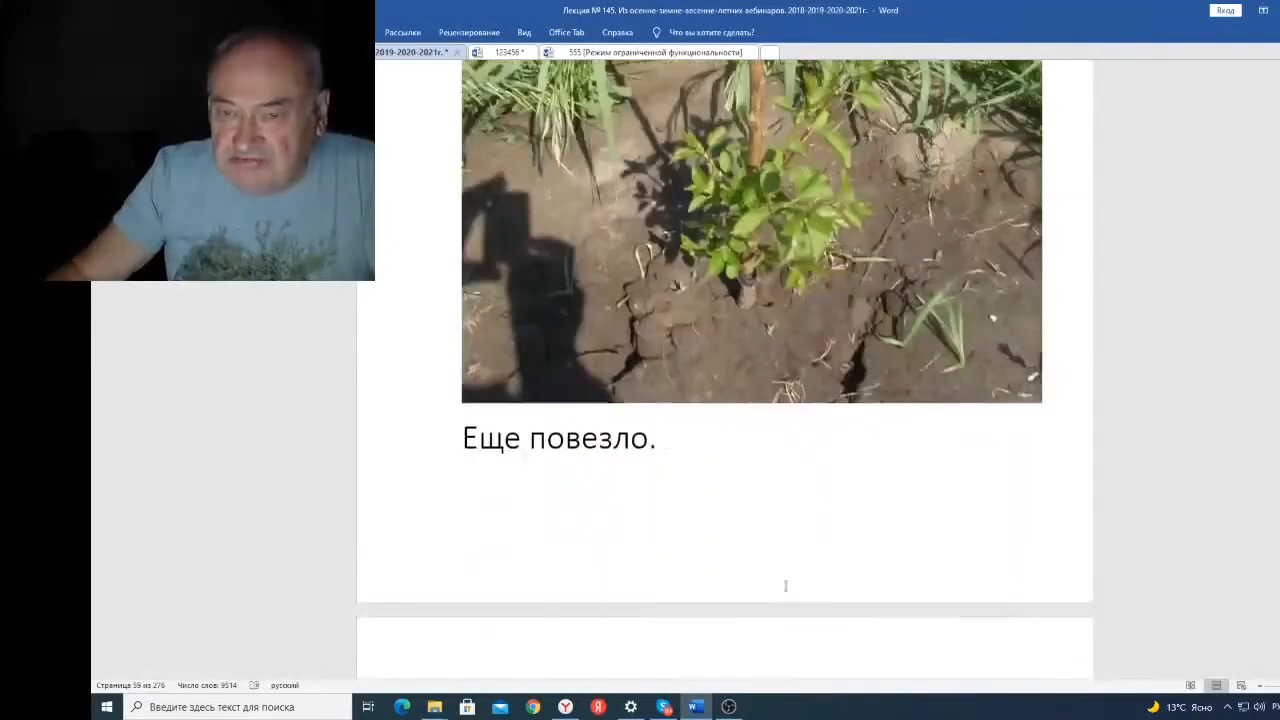 Лекция № 145. Из осенне-зимне-весенне-летних вебинаров. 2018-2019-2020-2021г. - Word
Вход
Рассылки Рецензирование Вид Office Tab Справка Что вы хотите сделать?
2019-2020-2021г. * 123456 * 555 [Режим ограниченной функциональности]
Еще повезло.
Страница 59 из 276 Число слов: 9514 русский
Введите здесь текст для поиска
13°C Ясно